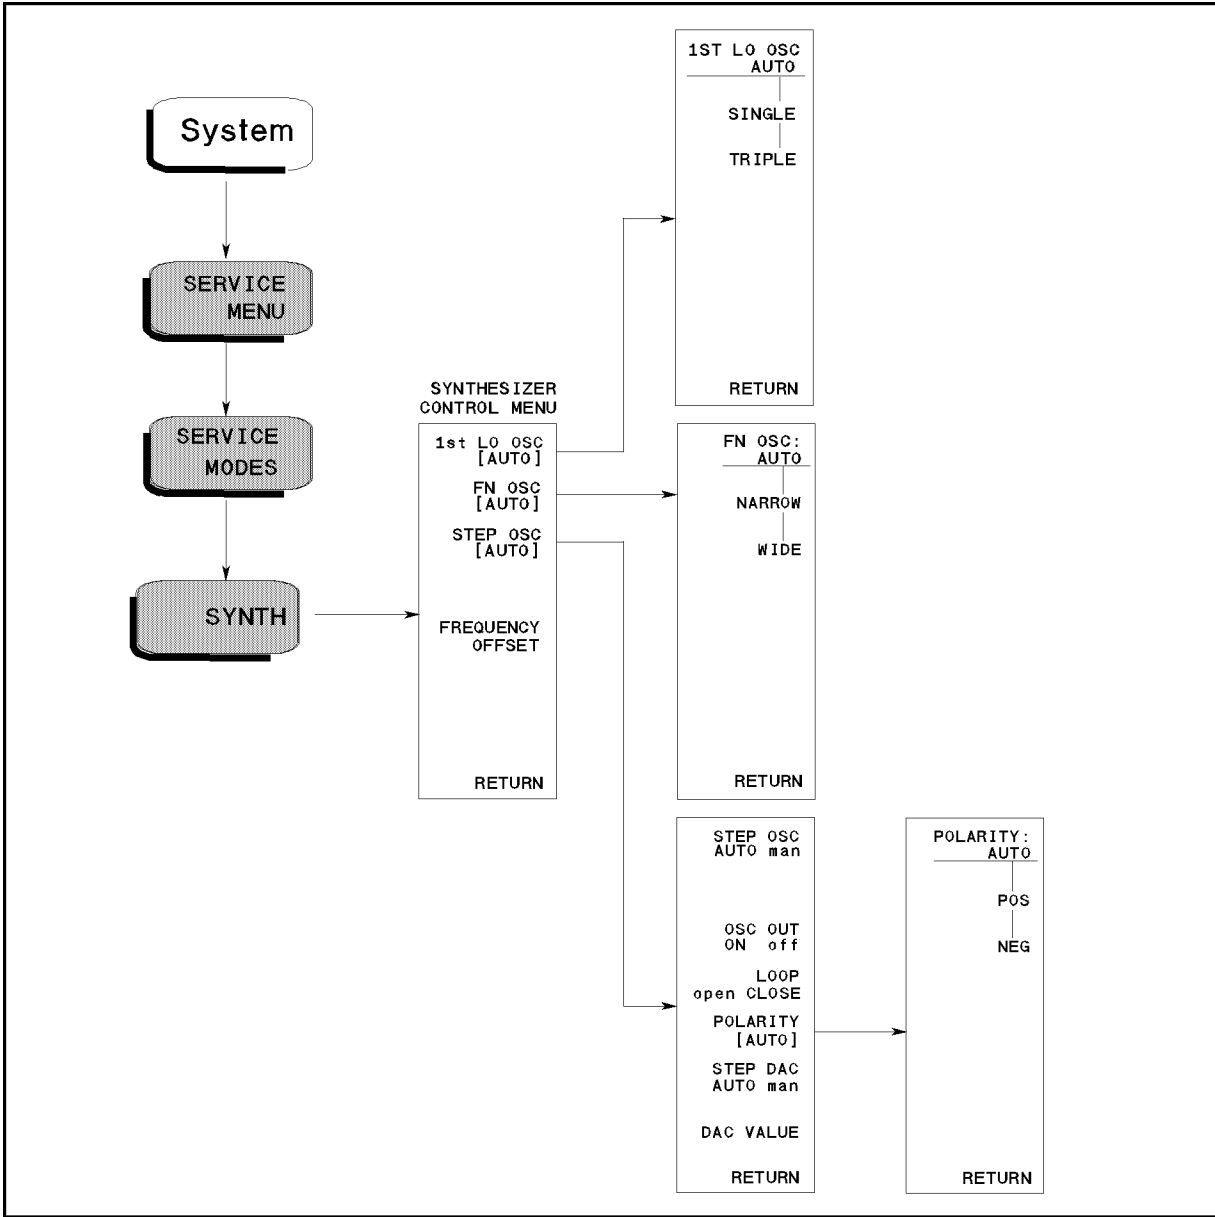 System
SERVICE
MENU
SERVICE
MODES
SYNTH
SYNTHESIZER
CONTROL MENU
1st LO OSC
[AUTO]
FN OSC
[AUTO]
STEP OSC
[AUTO]
FREQUENCY
OFFSET
RETURN
1ST LO OSC
AUTO
SINGLE
TRIPLE
RETURN
FN OSC:
AUTO
NARROW
WIDE
RETURN
STEP OSC
AUTO man
OSC OUT
ON off
LOOP
open CLOSE
POLARITY
[AUTO]
STEP DAC
AUTO man
DAC VALUE
RETURN
POLARITY:
AUTO
POS
NEG
RETURN